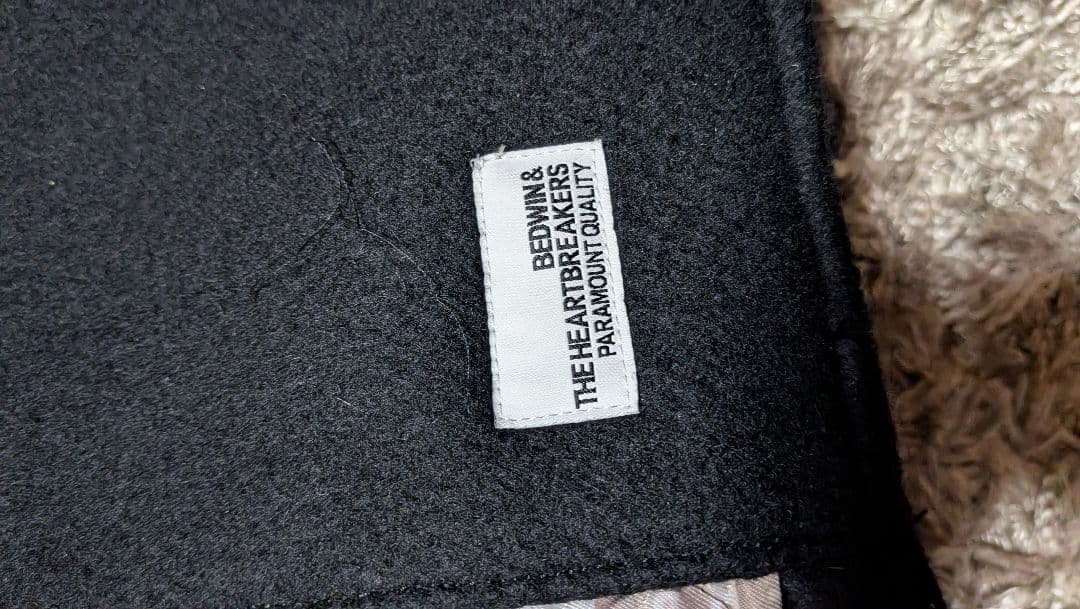 BEDWIN &
THE HEARTBREAKERS
PARAMOUNT QUALITY